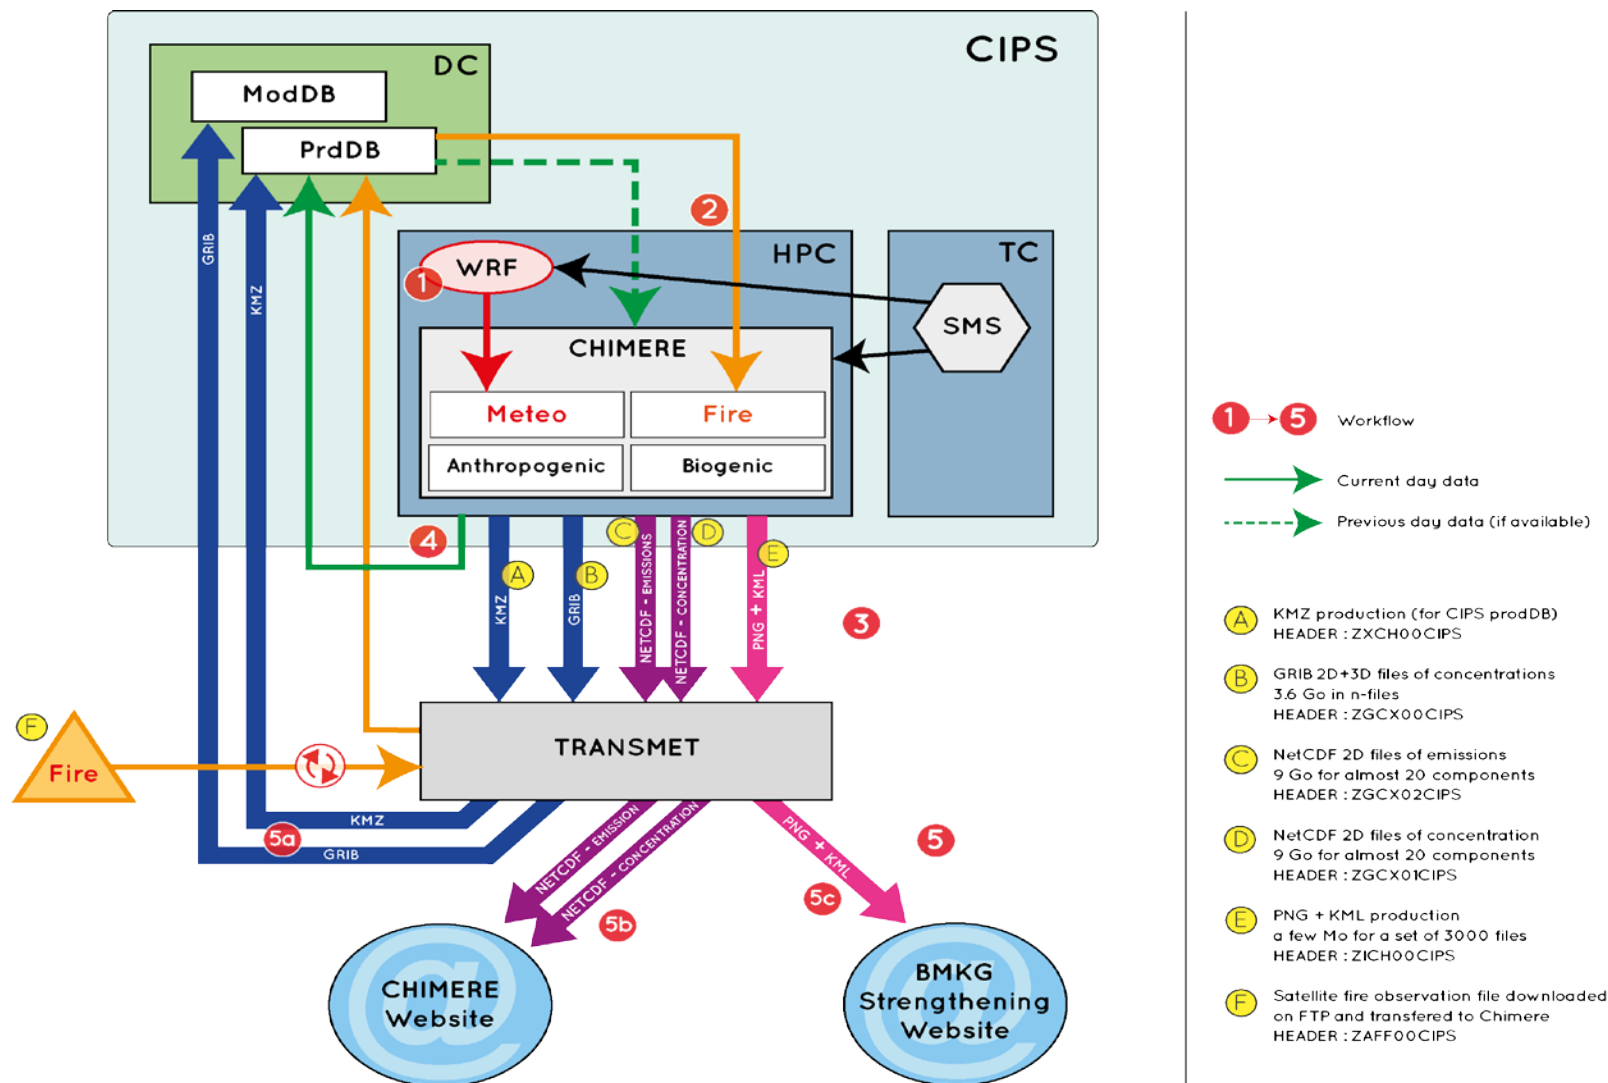 CIPS
DC
ModDB
PrdDB
2
HPC
TC
WRF
1
SMS
CHIMERE
Meteo
Fire
Anthropogenic
Biogenic
GRIB
KMZ
4
C
D
E
A
B
KMZ
GRIB
NETCDF - EMISSIONS
NETCDF - CONCENTRATION
PNG + KML
3
F
Fire
TRANSMET
KMZ
5a
GRIB
NETCDF - EMISSION
NETCDF - CONCENTRATION
PNG + KML
5
5b
5c
CHIMERE
Website
BMKG
Strengthening
Website
1
5
Workflow
Current day data
Previous day data (if available)
A
KMZ production (for CIPS prodDB)
HEADER : ZXCH00CIPS
B
GRIB 2D+3D files of concentrations
3.6 Go in n-files
HEADER : ZGCX00CIPS
C
NetCDF 2D files of emissions
9 Go for almost 20 components
HEADER : ZGCX02CIPS
D
NetCDF 2D files of concentration
9 Go for almost 20 components
HEADER : ZGCX01CIPS
E
PNG + KML production
a few Mo for a set of 3000 files
HEADER : ZICH00CIPS
F
Satellite fire observation file downloaded
on FTP and transfered to Chimere
HEADER : ZAFF00CIPS